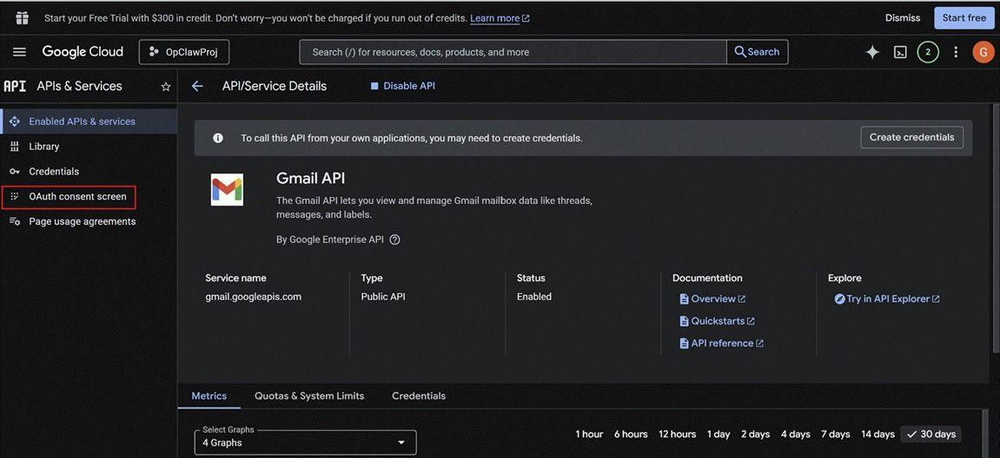 Start your Free Trial with $300 in credit. Don't worry—you won't be charged if you run out of credits. Learn more
Dismiss
Start free
Google Cloud
OpClawProj
Search (/) for resources, docs, products, and more
Search
2
G
API APIs & Services
API/Service Details
Disable API
Enabled APIs & services
Library
Credentials
OAuth consent screen
Page usage agreements
To call this API from your own applications, you may need to create credentials.
Create credentials
Gmail API
The Gmail API lets you view and manage Gmail mailbox data like threads,
messages, and labels.
By Google Enterprise API
Service name
gmail.googleapis.com
Type
Public API
Status
Enabled
Documentation
Overview
Quickstarts
API reference
Explore
Try in API Explorer
Metrics
Quotas & System Limits
Credentials
Select Graphs
4 Graphs
1 hour
6 hours
12 hours
1 day
2 days
4 days
7 days
14 days
30 days